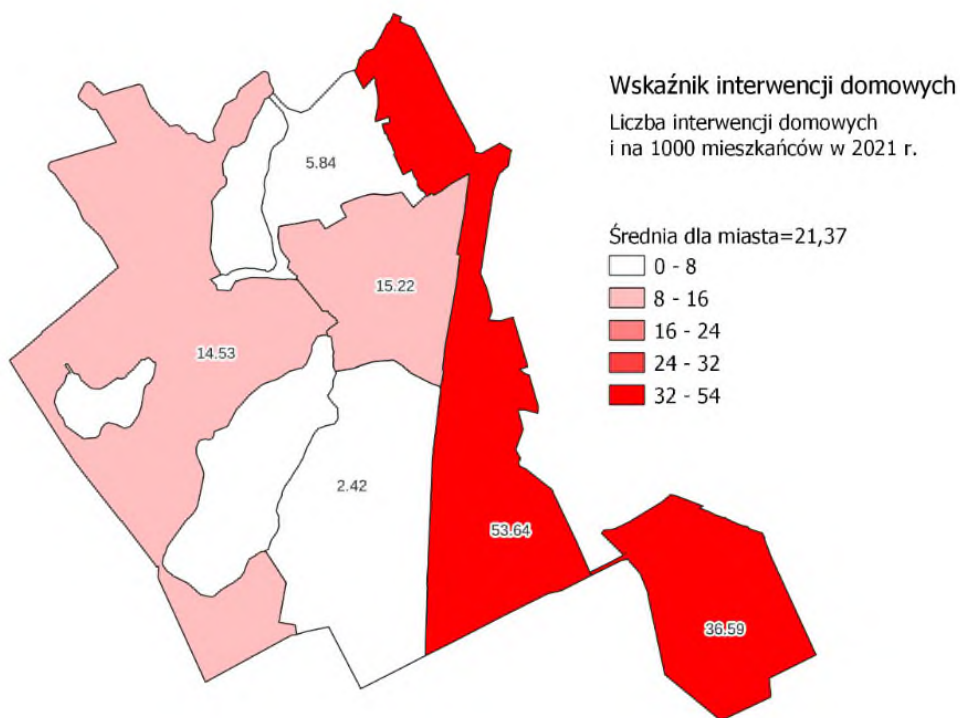 Wskaźnik interwencji domowych
Liczba interwencji domowych
i na 1000 mieszkańców w 2021 r.
Średnia dla miasta=21,37
0 - 8
8 - 16
16 - 24
24 - 32
32 - 54
5.84
15.22
14.53
2.42
53.64
36.59